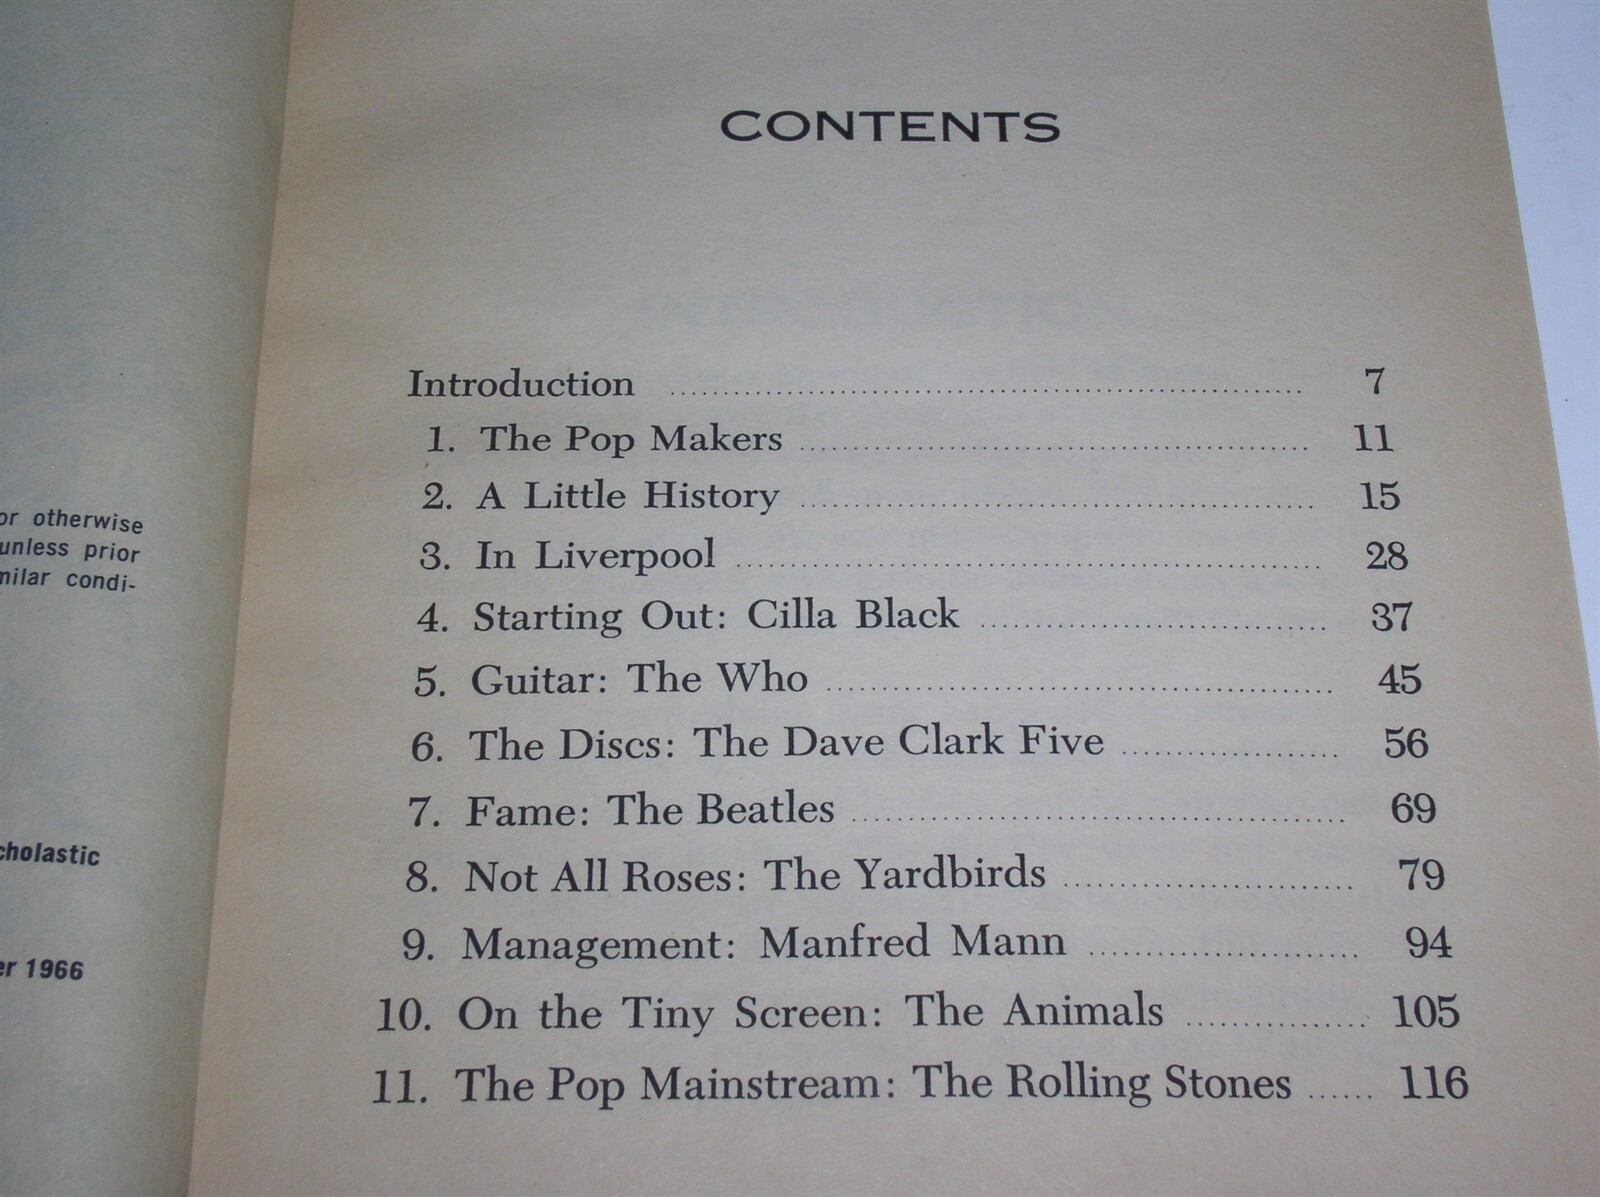 or otherwise
unless prior
milar condi-
cholastic
er 1966
CONTENTS
Introduction ........ 7
1. The Pop Makers ........ 11
2. A Little History ........ 15
3. In Liverpool ........ 28
4. Starting Out: Cilla Black ........ 37
5. Guitar: The Who ........ 45
6. The Discs: The Dave Clark Five ........ 56
7. Fame: The Beatles ........ 69
8. Not All Roses: The Yardbirds ........ 79
9. Management: Manfred Mann ........ 94
10. On the Tiny Screen: The Animals ........ 105
11. The Pop Mainstream: The Rolling Stones ...... 116